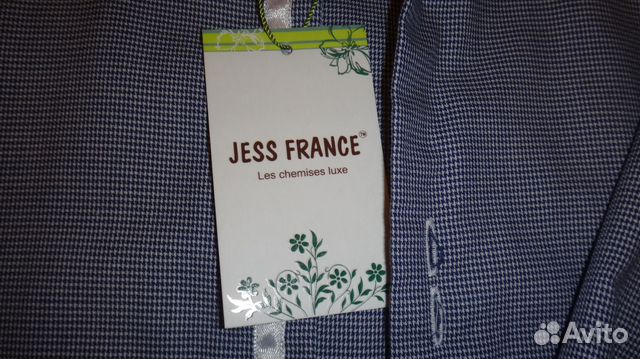 JESS FRANCE™
Les chemises luxe
Avito